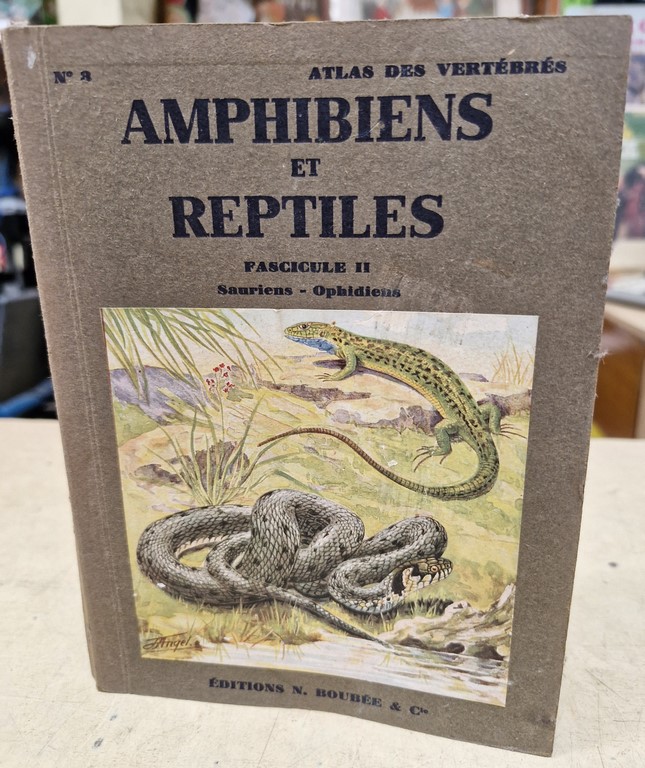 N° 3
ATLAS DES VERTÉBRÉS
AMPHIBIENS
ET
REPTILES
FASCICULE II
Sauriens - Ophidiens
F. Angel.
ÉDITIONS N. BOUBÉE & Cie